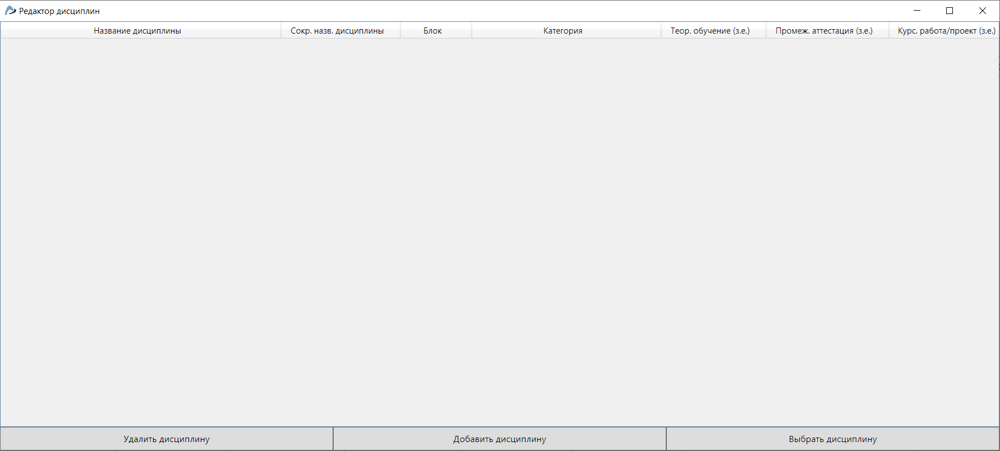 Редактор дисциплин
Название дисциплины Сокр. назв. дисциплины Блок Категория Теор. обучение (з.е.) Промеж. аттестация (з.е.) Курс. работа/проект (з.е.)
Удалить дисциплину Добавить дисциплину Выбрать дисциплину